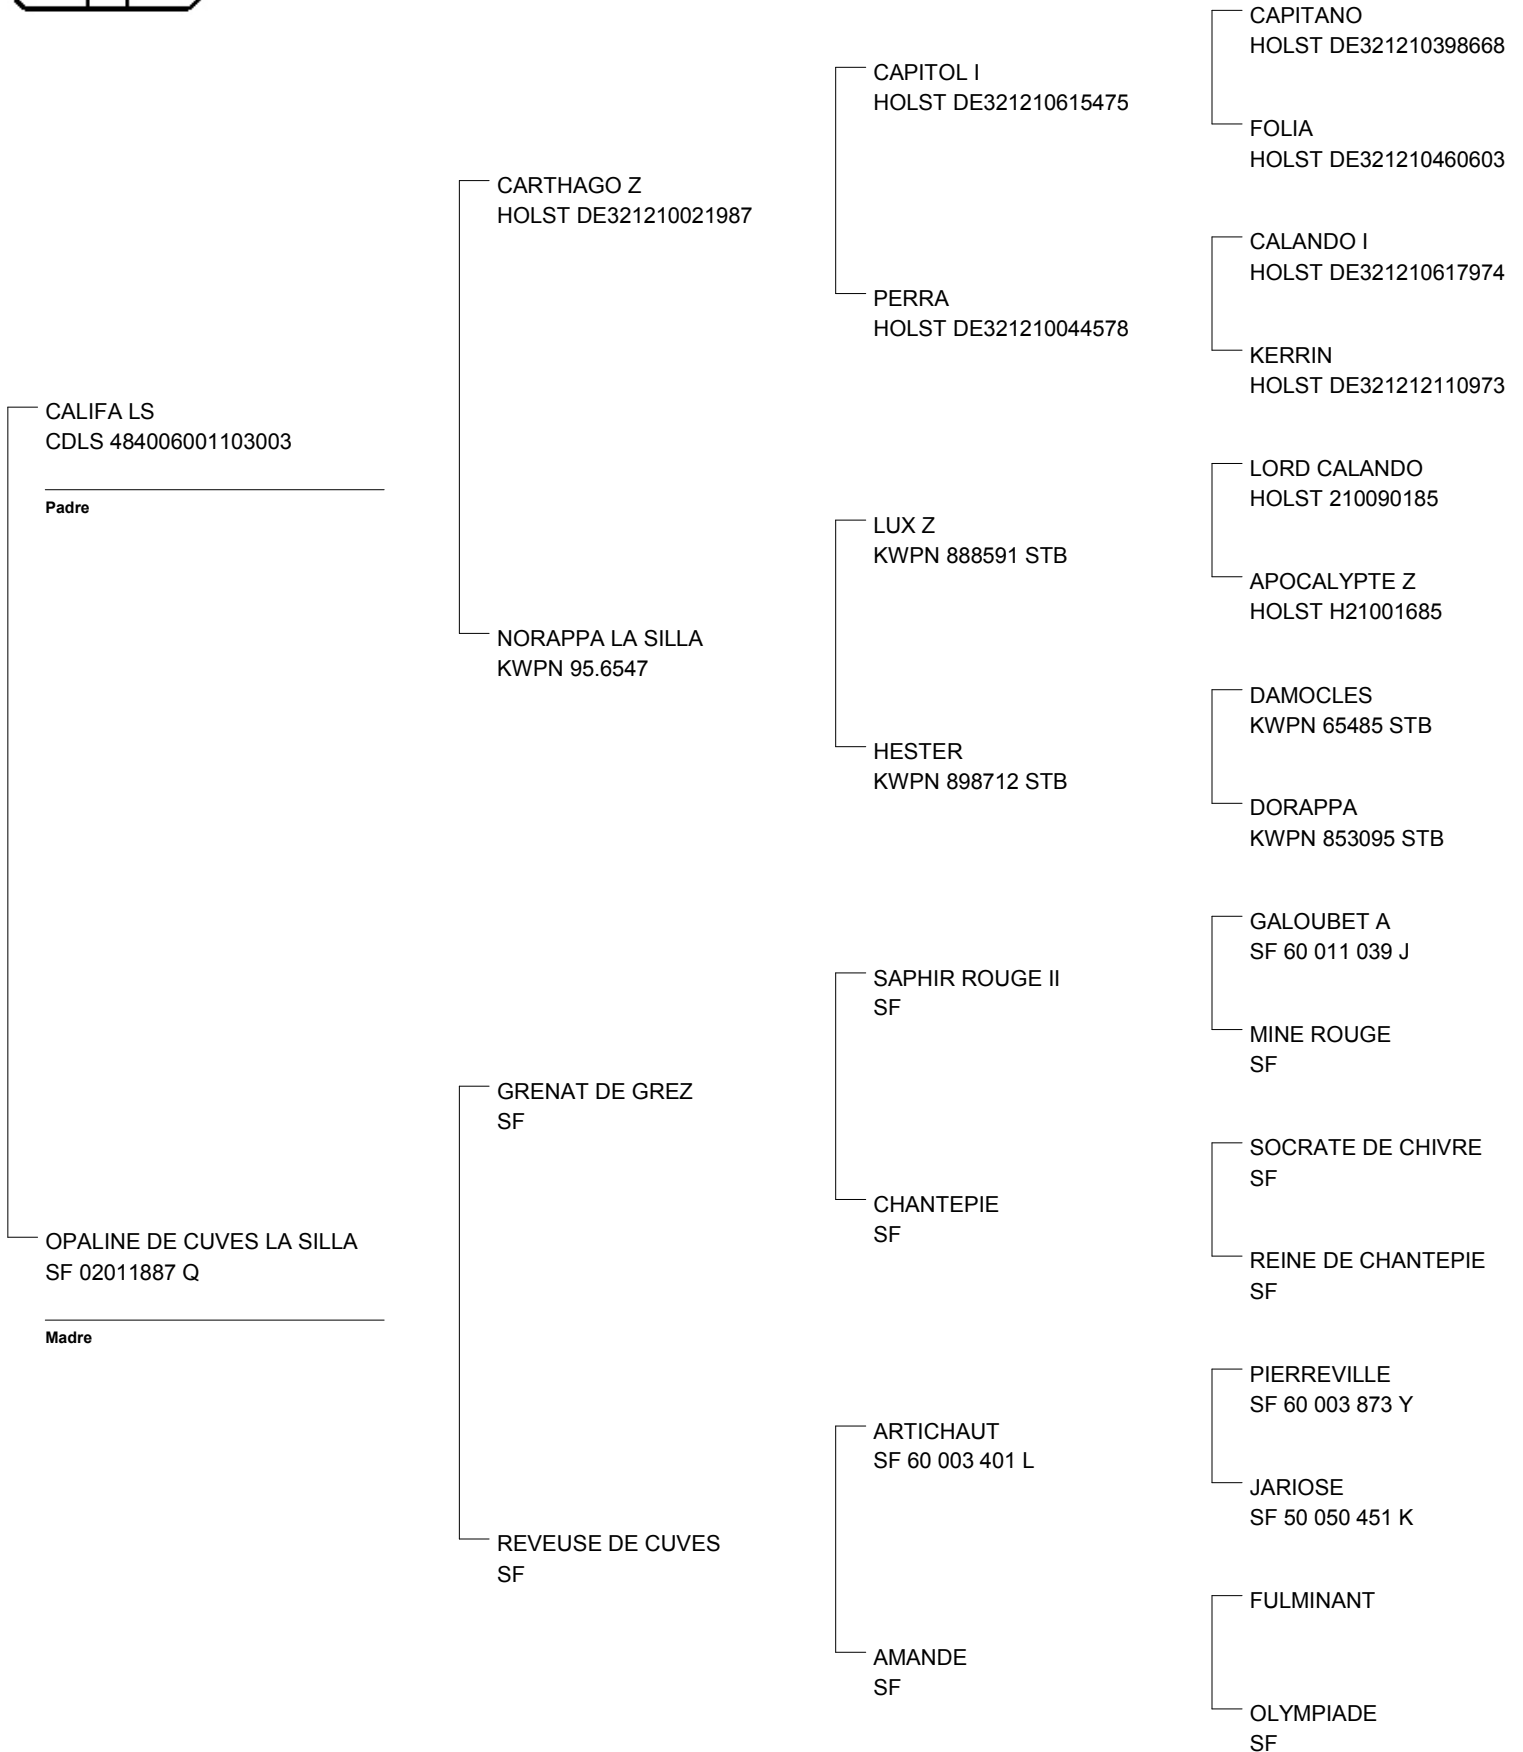 CAPITANO
HOLST DE321210398668
CAPITOL I
HOLST DE321210615475
FOLIA
HOLST DE321210460603
CARTHAGO Z
HOLST DE321210021987
CALANDO I
HOLST DE321210617974
PERRA
HOLST DE321210044578
KERRIN
HOLST DE321212110973
CALIFA LS
CDLS 484006001103003
Padre
LORD CALANDO
HOLST 210090185
LUX Z
KWPN 888591 STB
APOCALYPTE Z
HOLST H21001685
NORAPPA LA SILLA
KWPN 95.6547
DAMOCLES
KWPN 65485 STB
HESTER
KWPN 898712 STB
DORAPPA
KWPN 853095 STB
GALOUBET A
SF 60 011 039 J
SAPHIR ROUGE II
SF
MINE ROUGE
SF
GRENAT DE GREZ
SF
SOCRATE DE CHIVRE
SF
CHANTEPIE
SF
REINE DE CHANTEPIE
SF
OPALINE DE CUVES LA SILLA
SF 02011887 Q
Madre
PIERREVILLE
SF 60 003 873 Y
ARTICHAUT
SF 60 003 401 L
JARIOSE
SF 50 050 451 K
REVEUSE DE CUVES
SF
FULMINANT
AMANDE
SF
OLYMPIADE
SF